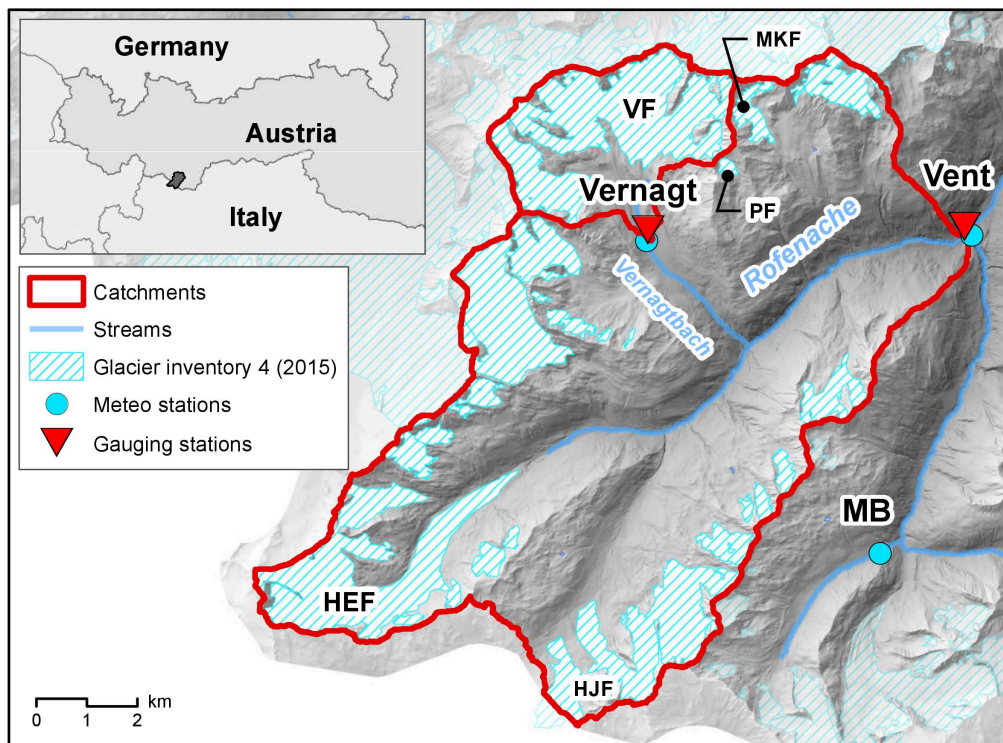 Germany
Austria
Italy
Catchments
Streams
Glacier inventory 4 (2015)
Meteo stations
Gauging stations
MKF
VF
Vernagt
PF
Vent
Rofenache
Vernagtbach
MB
HEF
HJF
km
0 1 2